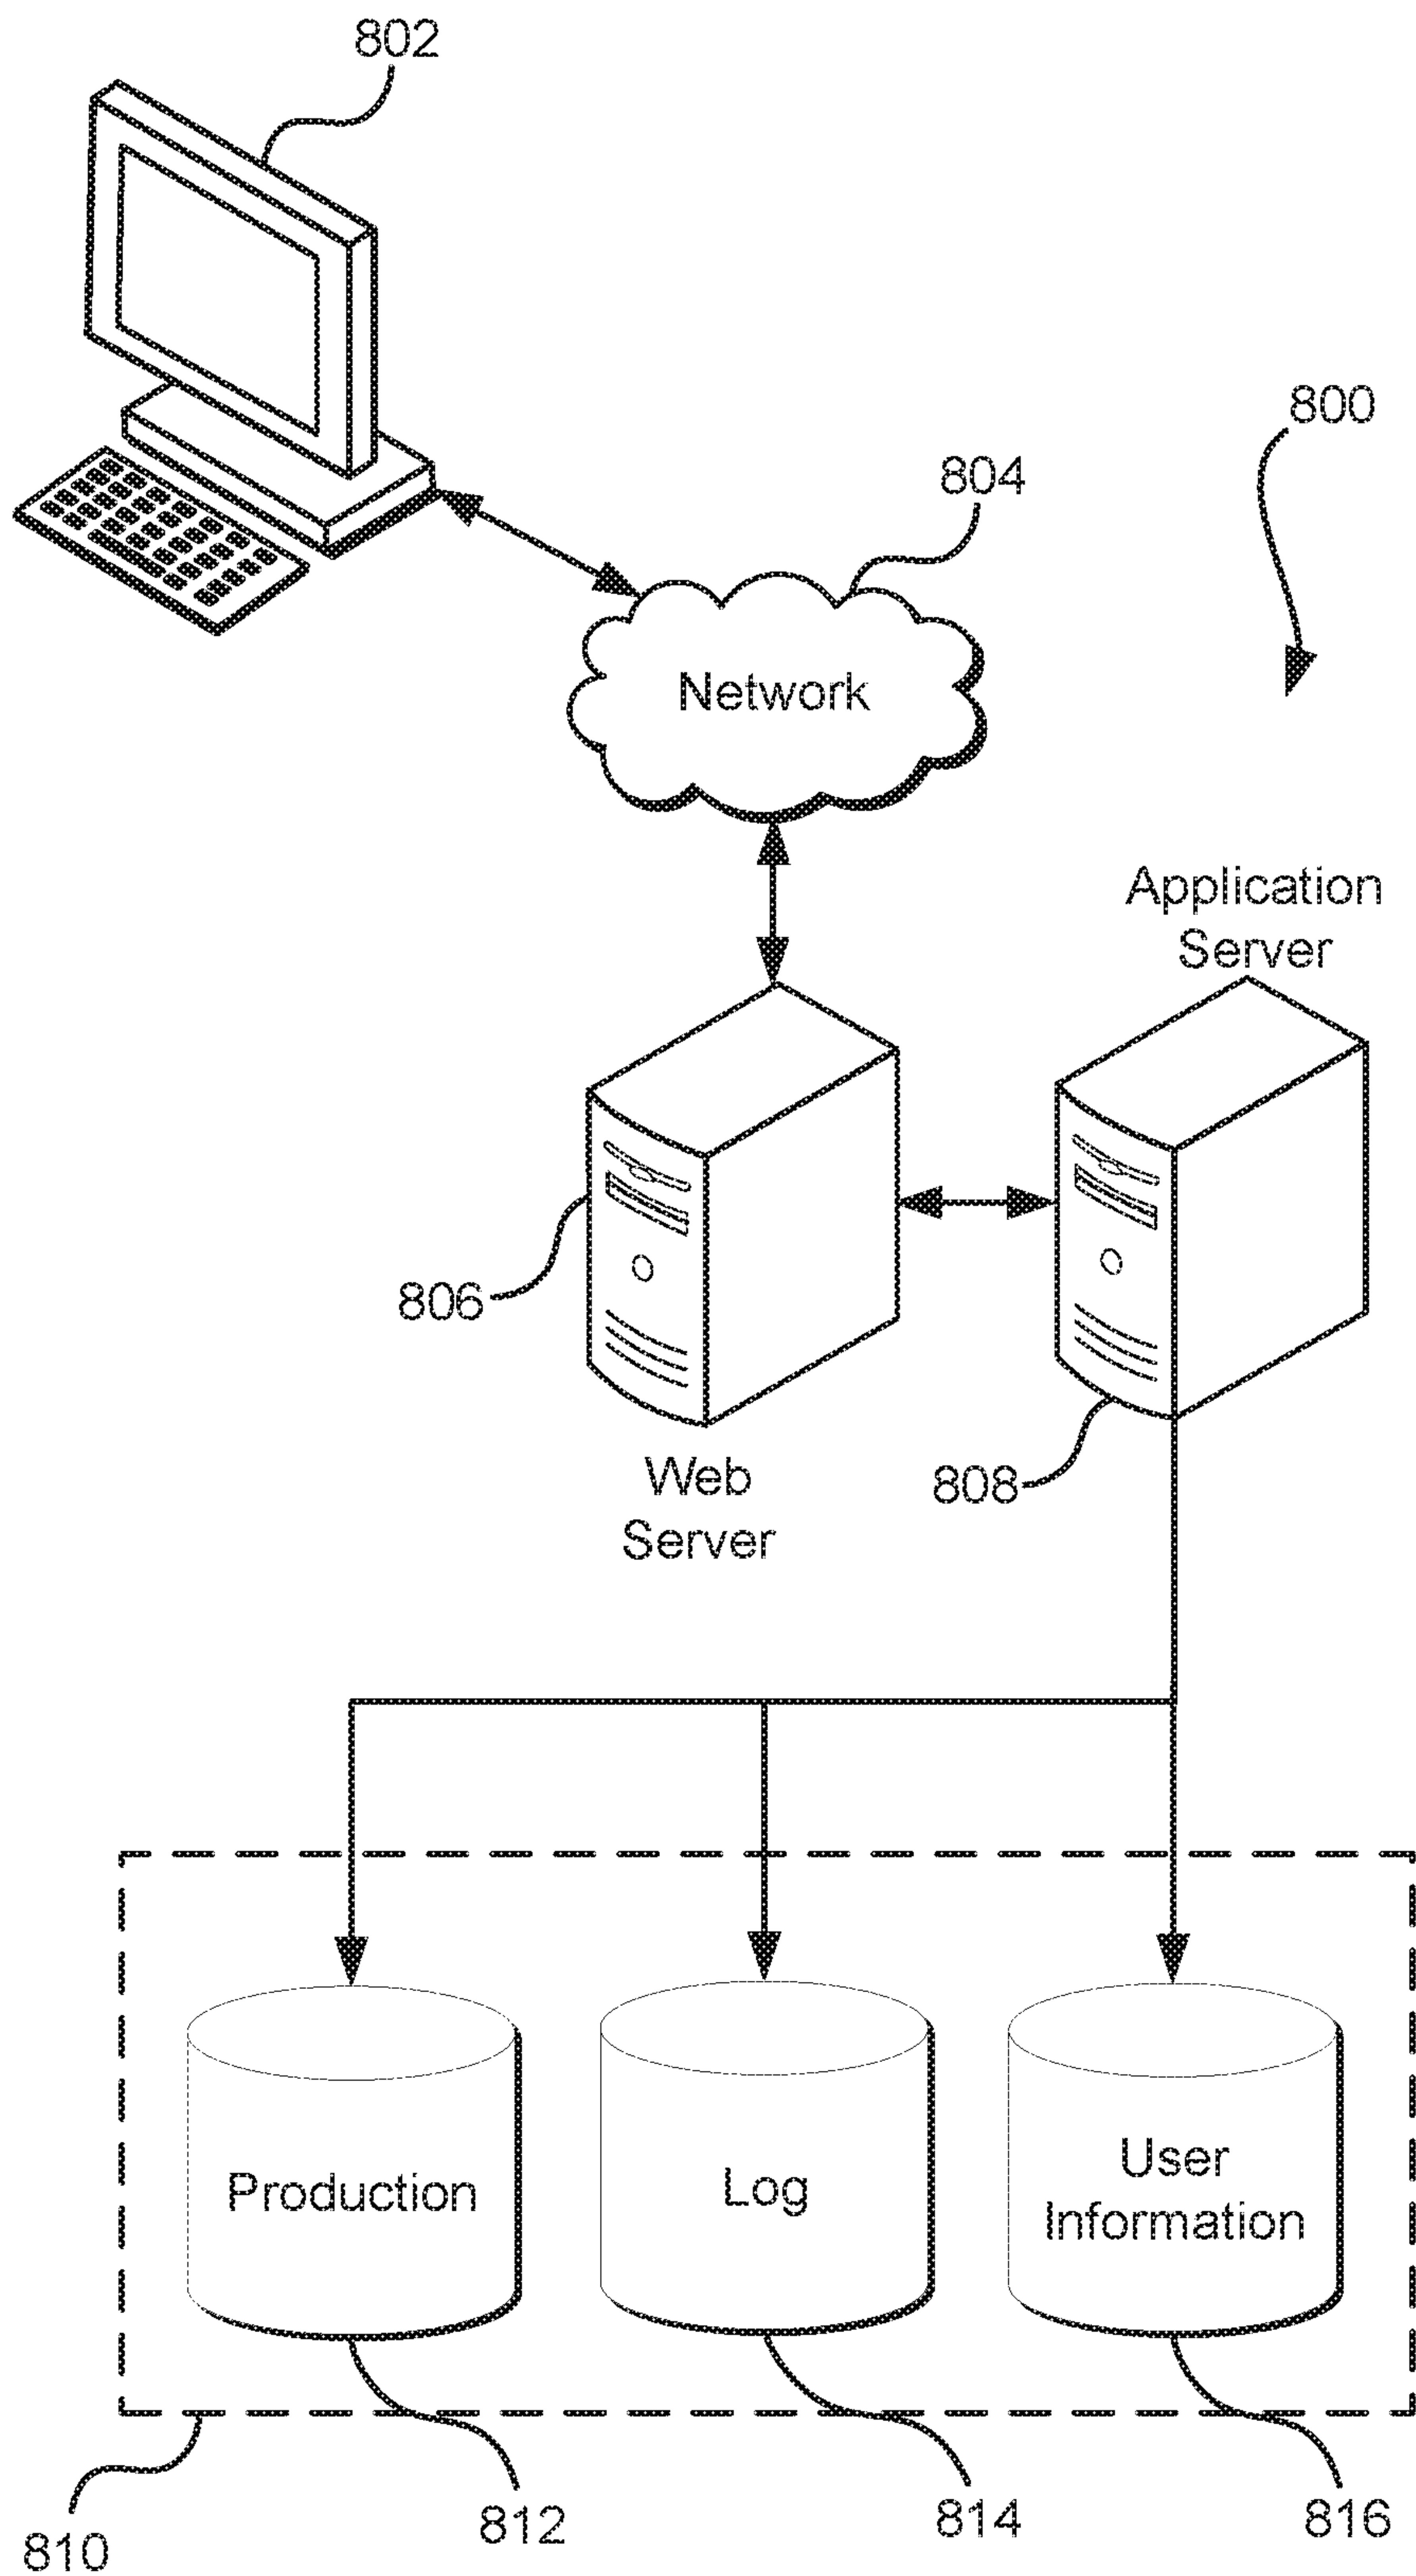 802
800
804
Network
Application
Server
806
Web
Server
808
Production
Log
User
Information
810
812
814
816